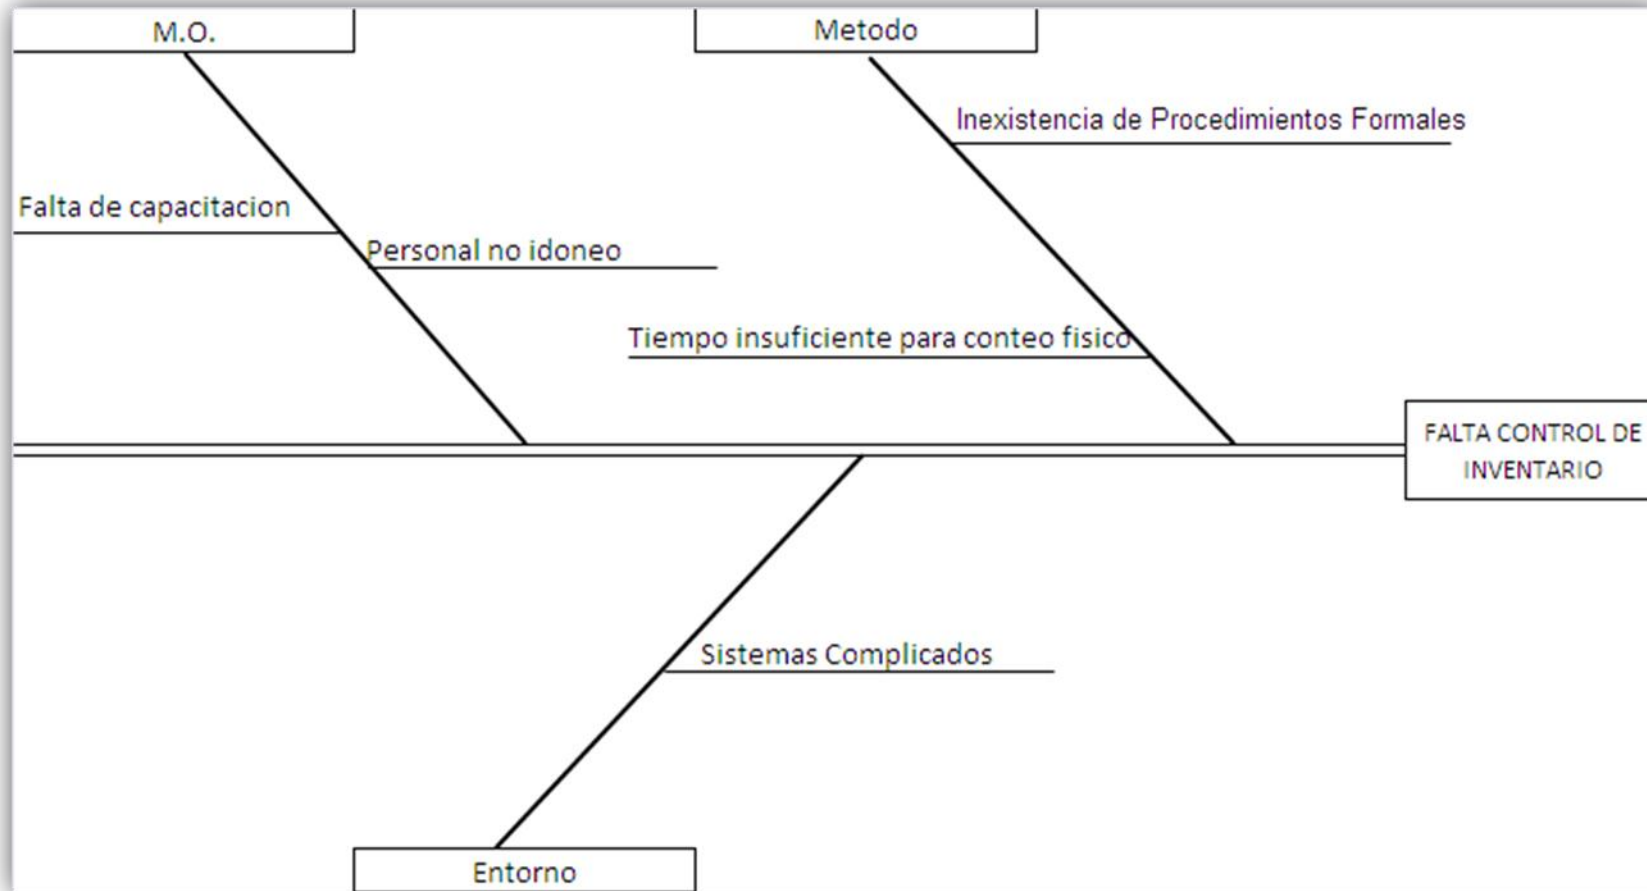 M.O.
Metodo
Inexistencia de Procedimientos Formales
Falta de capacitacion
Personal no idoneo
Tiempo insuficiente para conteo fisico
FALTA CONTROL DE
INVENTARIO
Sistemas Complicados
Entorno